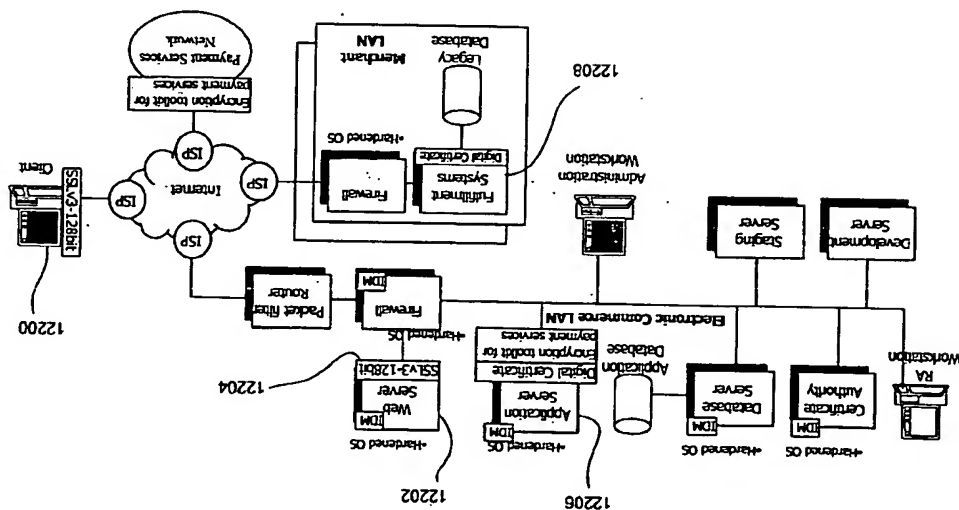 12202
12206
•Hardened OS
•Hardened OS
•Hardened OS
•Hardened OS
RA
Workstation
IDM
Certificate
Authority
IDM
Database
Server
Application
Database
IDM
Application
Server
Digital Certificate
Encryption toolkit for
payment services
IDM
Web
Server
SSLv3-128bit
12204
•Hardened OS
Electronic Commerce LAN
IDM
Firewall
Packet Filter
Router
12200
Development
Server
Staging
Server
Administration
Workstation
ISP
Internet
ISP
ISP
ISP
Client
SSLv3-128bit
12208
Fulfillment
Systems
Digital Certificate
Firewall
•Hardened OS
Legacy
Database
Merchant
LAN
Encryption toolkit for
payment services
Payment Services
Network